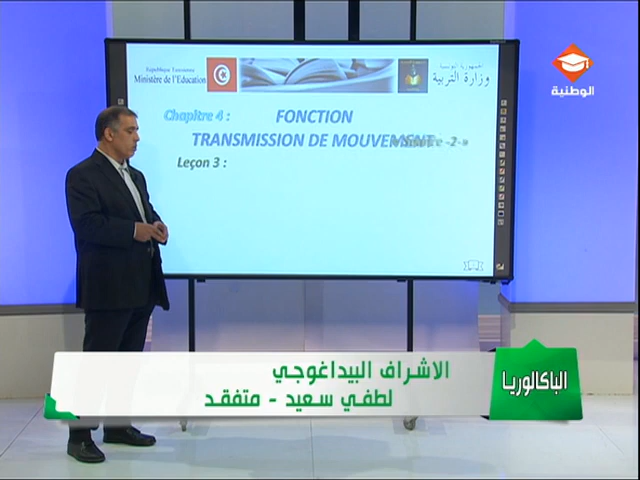 République Tunisienne
Ministère de l'Education
الجمهورية التونسية
وزارة التربية
الوطنية
Chapitre 4 :
FONCTION
TRANSMISSION DE MOUVEMENT
Leçon 3 :
الاشراف البيداغوجي
لطفي سعيد - متفقد
الباكالوريا